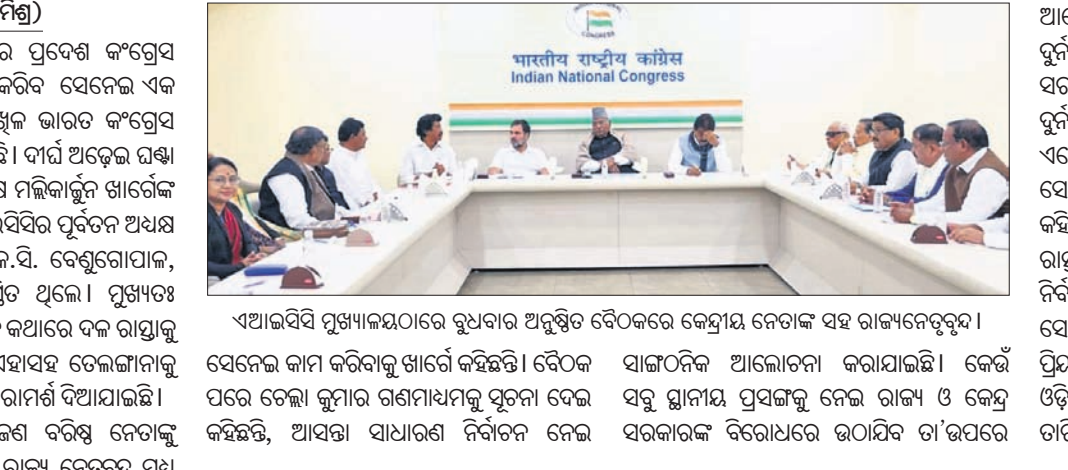 ମିଶ୍ର)
ର ପ୍ରଦେଶ କଂଗ୍ରେସ
କରିବ ସେନେଇ ଏକ
ଖିଳ ଭାରତ କଂଗ୍ରେସ
ଛି। ଦୀର୍ଘ ଅଢ଼େଇ ଘଣ୍ଟା
ଷ ମଲ୍ଲିକାର୍ଜୁନ ଖାର୍ଗେଙ୍କ
ସିସିର ପୂର୍ବତନ ଅଧ୍ୟକ୍ଷ
କ.ସି. ବେଣୁଗୋପାଳ,
ଥିଲେ। ମୁଖ୍ୟତଃ
କଥାରେ ଦଳ ରାସ୍ତାକୁ
ଏହାସହ ତେଲଙ୍ଗାନାକୁ
ରାମର୍ଶ ଦିଆଯାଇଛି।
ଜଣ ବରିଷ୍ଠ ନେତାଙ୍କୁ
CONGRESS
भारतीय राष्ट्रीय कांग्रेस
Indian National Congress
ଏଆଇସିସି ମୁଖ୍ୟାଳୟଠାରେ ବୁଧବାର ଅନୁଷ୍ଠିତ ବୈଠକରେ କେନ୍ଦ୍ରୀୟ ନେତାଙ୍କ ସହ ରାଜ୍ୟନେତୃବୃନ୍ଦ।
ସେନେଇ କାମ କରିବାକୁ ଖାର୍ଗେ କହିଛନ୍ତି। ବୈଠକ
ପରେ ଚେଲ୍ଲା କୁମାର ଗଣମାଧ୍ୟମକୁ ସୂଚନା ଦେଇ
କହିଛନ୍ତି, ଆସନ୍ତା ସାଧାରଣ ନିର୍ବାଚନ ନେଇ
ସାଙ୍ଗଠନିକ ଆଲୋଚନା କରାଯାଇଛି। କେଉଁ
ସବୁ ସ୍ଥାନୀୟ ପ୍ରସଙ୍ଗକୁ ନେଇ ରାଜ୍ୟ ଓ କେନ୍ଦ୍ର
ସରକାରଙ୍କ ବିରୋଧରେ ଉଠାଯିବ ତା'ଉପରେ